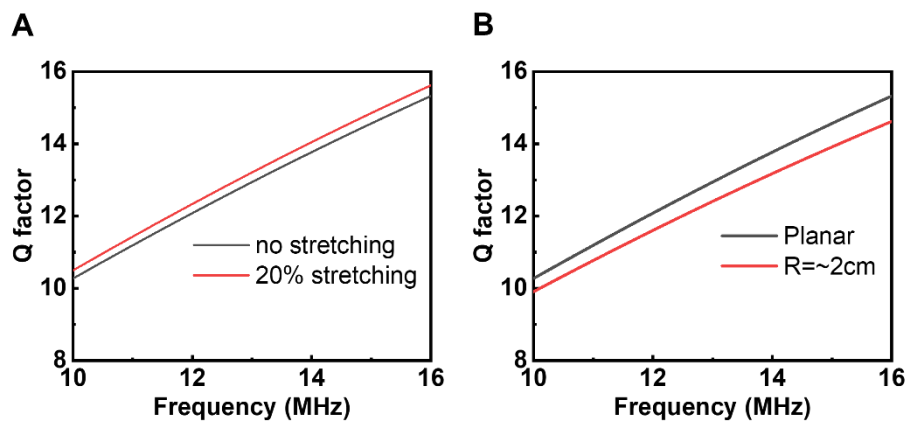 A
B
16
14
12
10
8
Q factor
no stretching
20% stretching
10
12
14
16
Frequency (MHz)
16
14
12
10
8
Q factor
Planar
R=~2cm
10
12
14
16
Frequency (MHz)